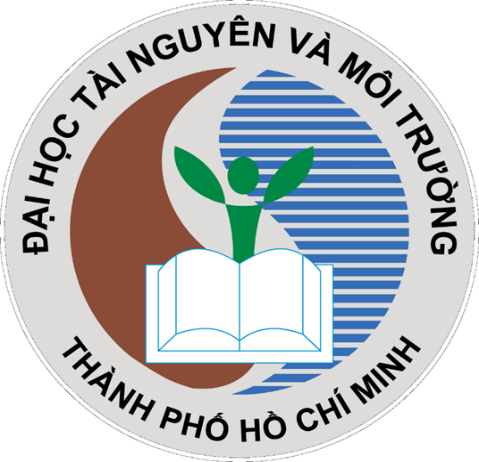 ĐẠI HỌC TÀI NGUYÊN VÀ MÔI TRƯỜNG
THÀNH PHỐ HỒ CHÍ MINH